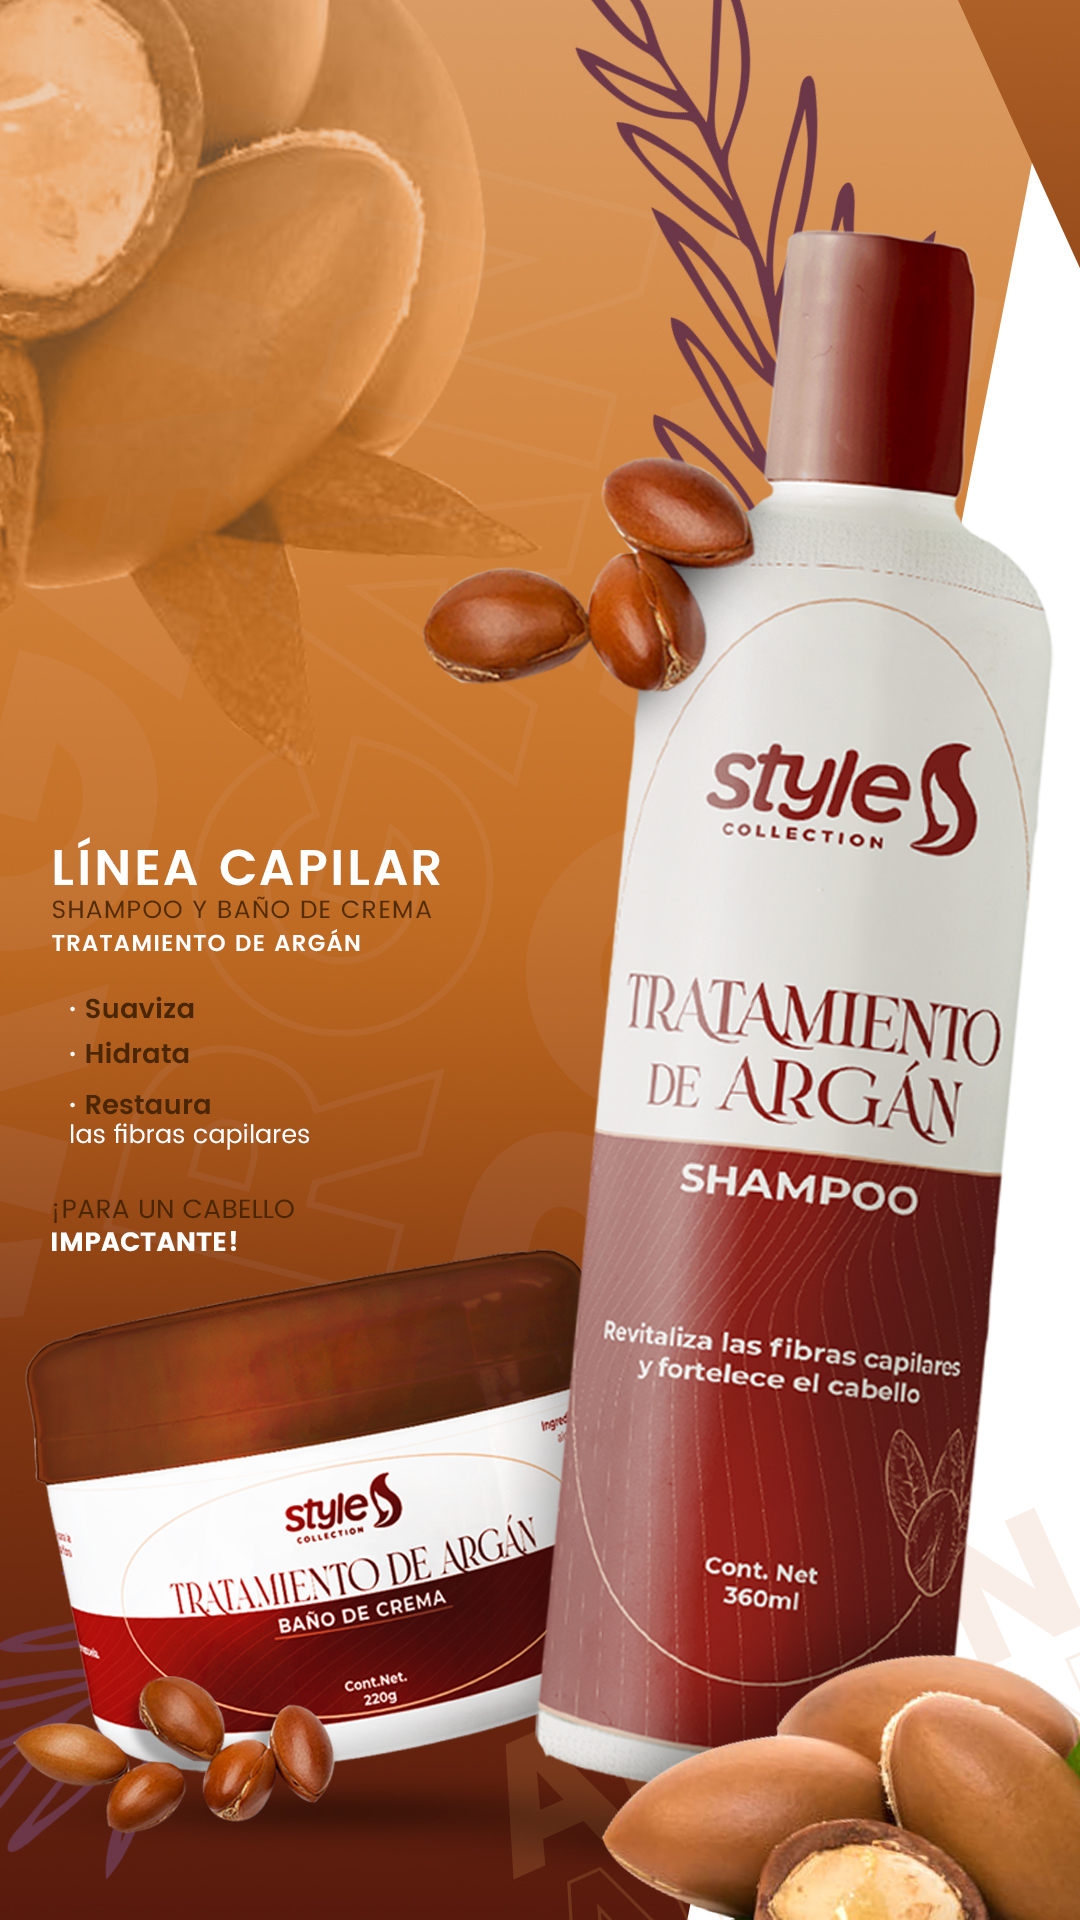 LÍNEA CAPILAR
SHAMPOO Y BAÑO DE CREMA
TRATAMIENTO DE ARGÁN
· Suaviza
· Hidrata
· Restaura
las fibras capilares
¡PARA UN CABELLO
IMPACTANTE!
style
COLLECTION
TRATAMIENTO
DE ARGÁN
SHAMPOO
Revitaliza las fibras capilares
y fortelece el cabello
Cont. Net
360ml
style
COLLECTION
TRATAMIENTO DE ARGÁN
BAÑO DE CREMA
Cont.Net.
220g